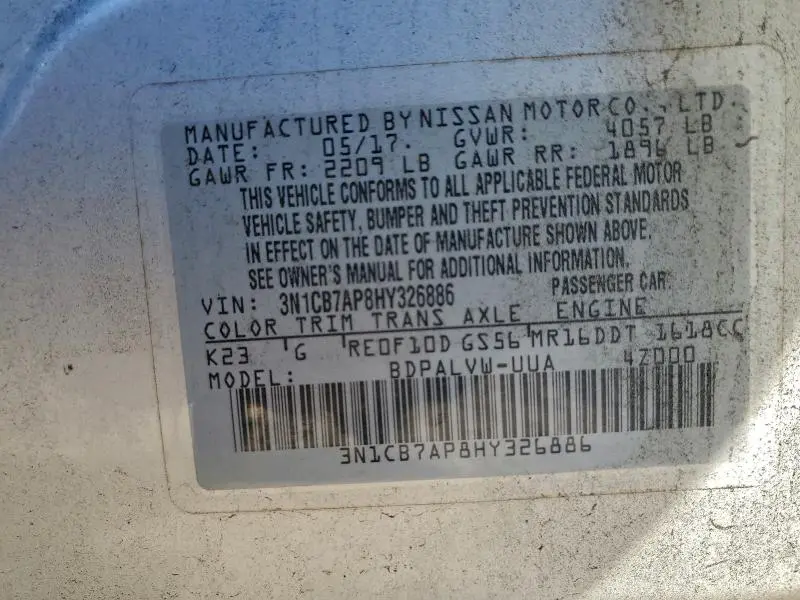 MANUFACTURED BY NISSAN MOTOR CO., LTD.
DATE: 05/17. GVWR: 4057 LB
GAWR FR: 2209 LB GAWR RR: 1896 LB
THIS VEHICLE CONFORMS TO ALL APPLICABLE FEDERAL MOTOR
VEHICLE SAFETY, BUMPER AND THEFT PREVENTION STANDARDS
IN EFFECT ON THE DATE OF MANUFACTURE SHOWN ABOVE.
SEE OWNER'S MANUAL FOR ADDITIONAL INFORMATION.
VIN: 3N1CB7AP8HY326886 PASSENGER CAR
COLOR TRIM TRANS AXLE ENGINE
K23 G RE0F10D GS56 MR16DDT 1618CC
MODEL: BDPALVW-UUA 4Z000
3N1CB7AP8HY326886